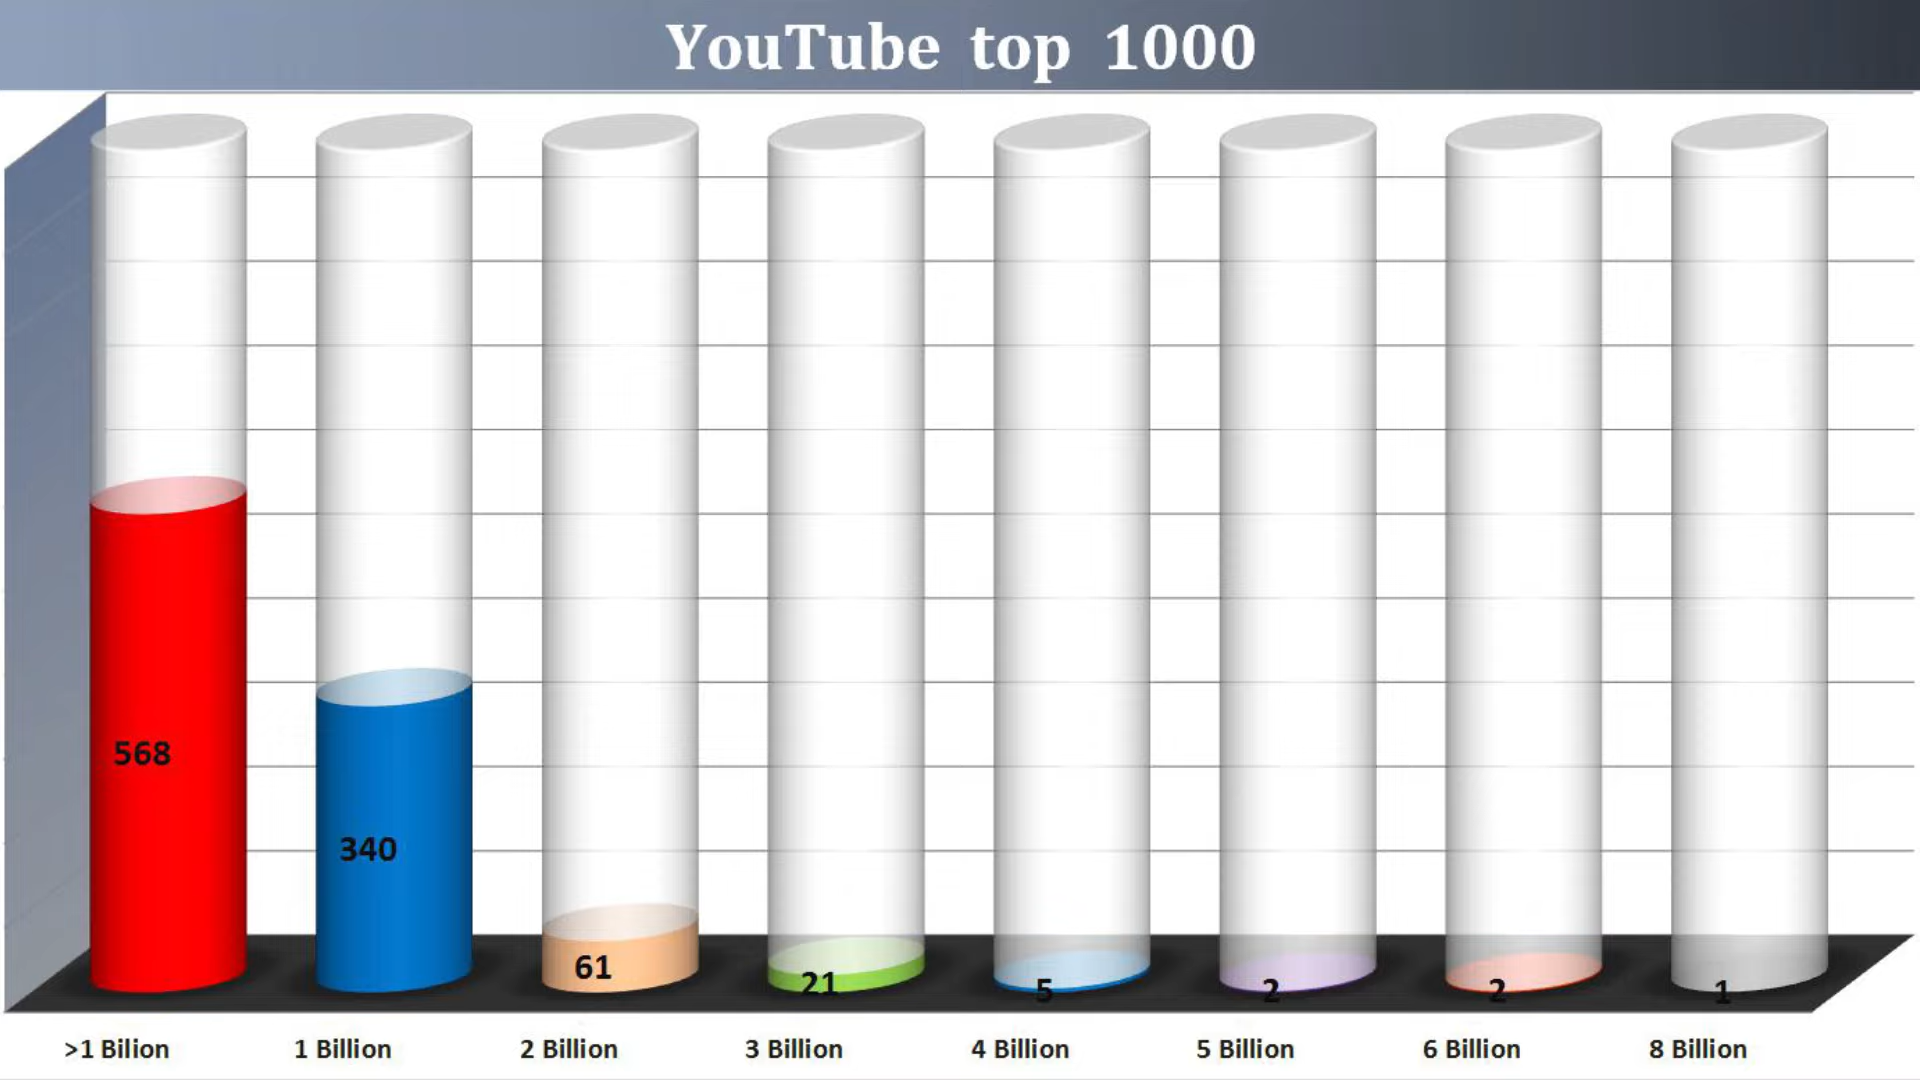 YouTube top 1000
568
340
61
21
5
2
2
1
>1 Bilion
1 Billion
2 Billion
3 Billion
4 Billion
5 Billion
6 Billion
8 Billion